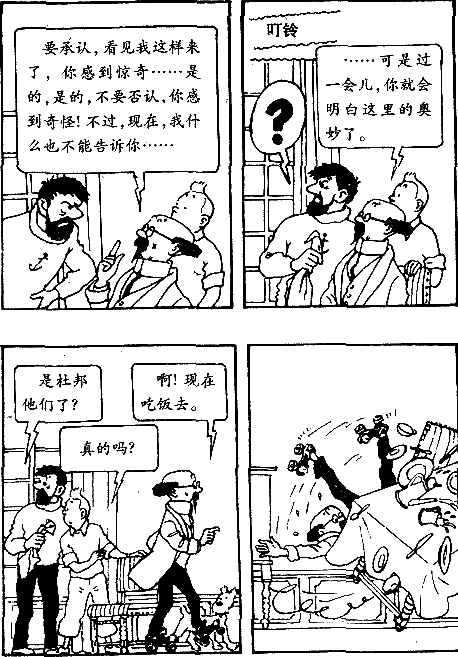 要承认，看见我这样来
了，你感到惊奇……是
的，是的，不要否认，你感
到奇怪！不过，现在，我什
么也不能告诉你……
叮铃
？
……可是过
一会儿，你就会
明白这里的奥
妙了。
是杜邦
他们了？
真的吗？
啊！现在
吃饭去。